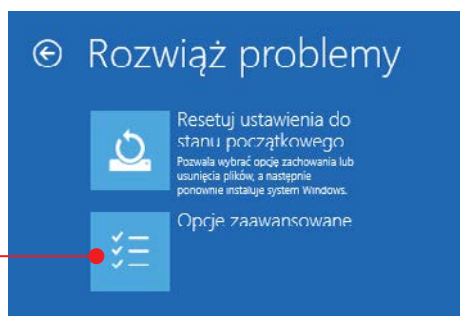 Rozwiąż problemy
Resetuj ustawienia do
stanu początkowego
Pozwala wybrać opcję zachowania lub
usunięcia plików, a następnie
ponownie instaluje system Windows.
Opcje zaawansowane